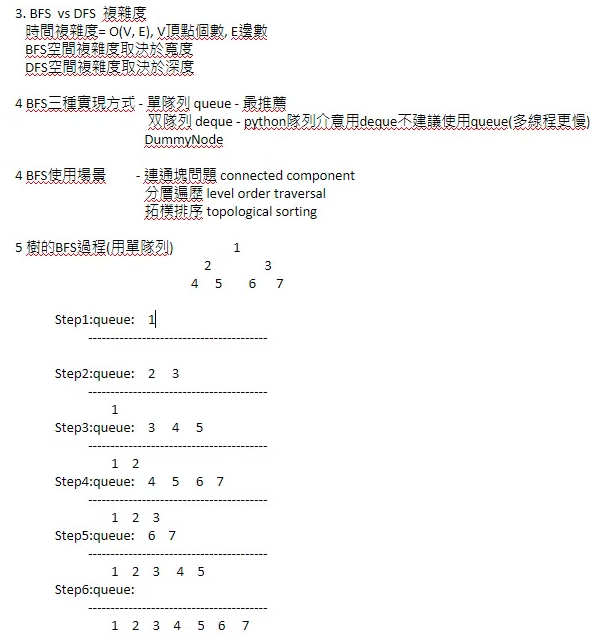 3. BFS vs DFS 複雜度
時間複雜度= O(V, E), V頂點個數, E邊數
BFS空間複雜度取決於寬度
DFS空間複雜度取決於深度
4 BFS三種實現方式 - 單隊列 queue - 最推薦
双隊列 deque - python隊列介意用deque不建議使用queue(多線程更慢)
DummyNode
4 BFS使用場景 - 連通塊問題 connected component
分層遍歷 level order traversal
拓樸排序 topological sorting
5 樹的BFS過程(用單隊列) 1
2 3
4 5 6 7
Step1:queue: 1
------------------------------------------
Step2:queue: 2 3
------------------------------------------
1
Step3:queue: 3 4 5
------------------------------------------
1 2
Step4:queue: 4 5 6 7
------------------------------------------
1 2 3
Step5:queue: 6 7
------------------------------------------
1 2 3 4 5
Step6:queue:
------------------------------------------
1 2 3 4 5 6 7